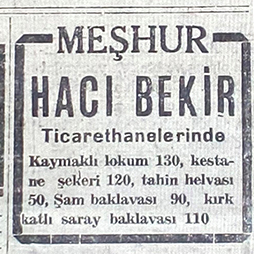 MEŞHUR
HACI BEKİR
Ticarethanelerinde
Kaymaklı lokum 130, kesta-
ne şekeri 120, tahin helvası
50, Şam baklavası 90, kırk
katlı saray baklavası 110